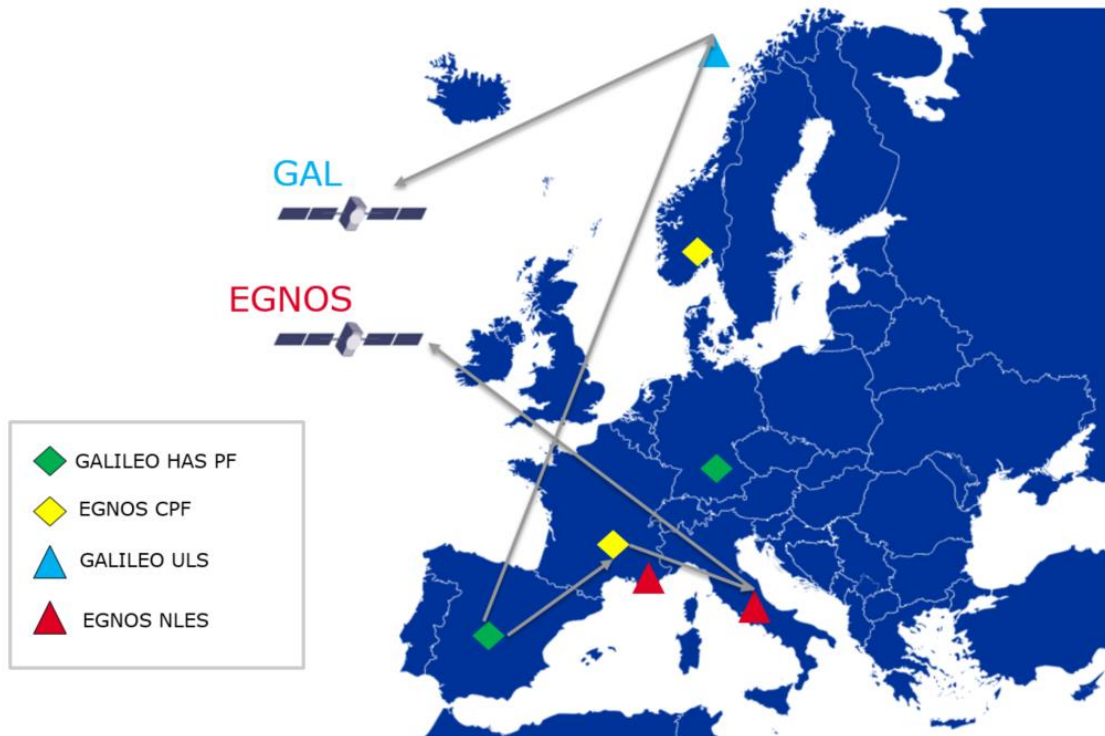 GAL
EGNOS
GALILEO HAS PF
EGNOS CPF
GALILEO ULS
EGNOS NLES